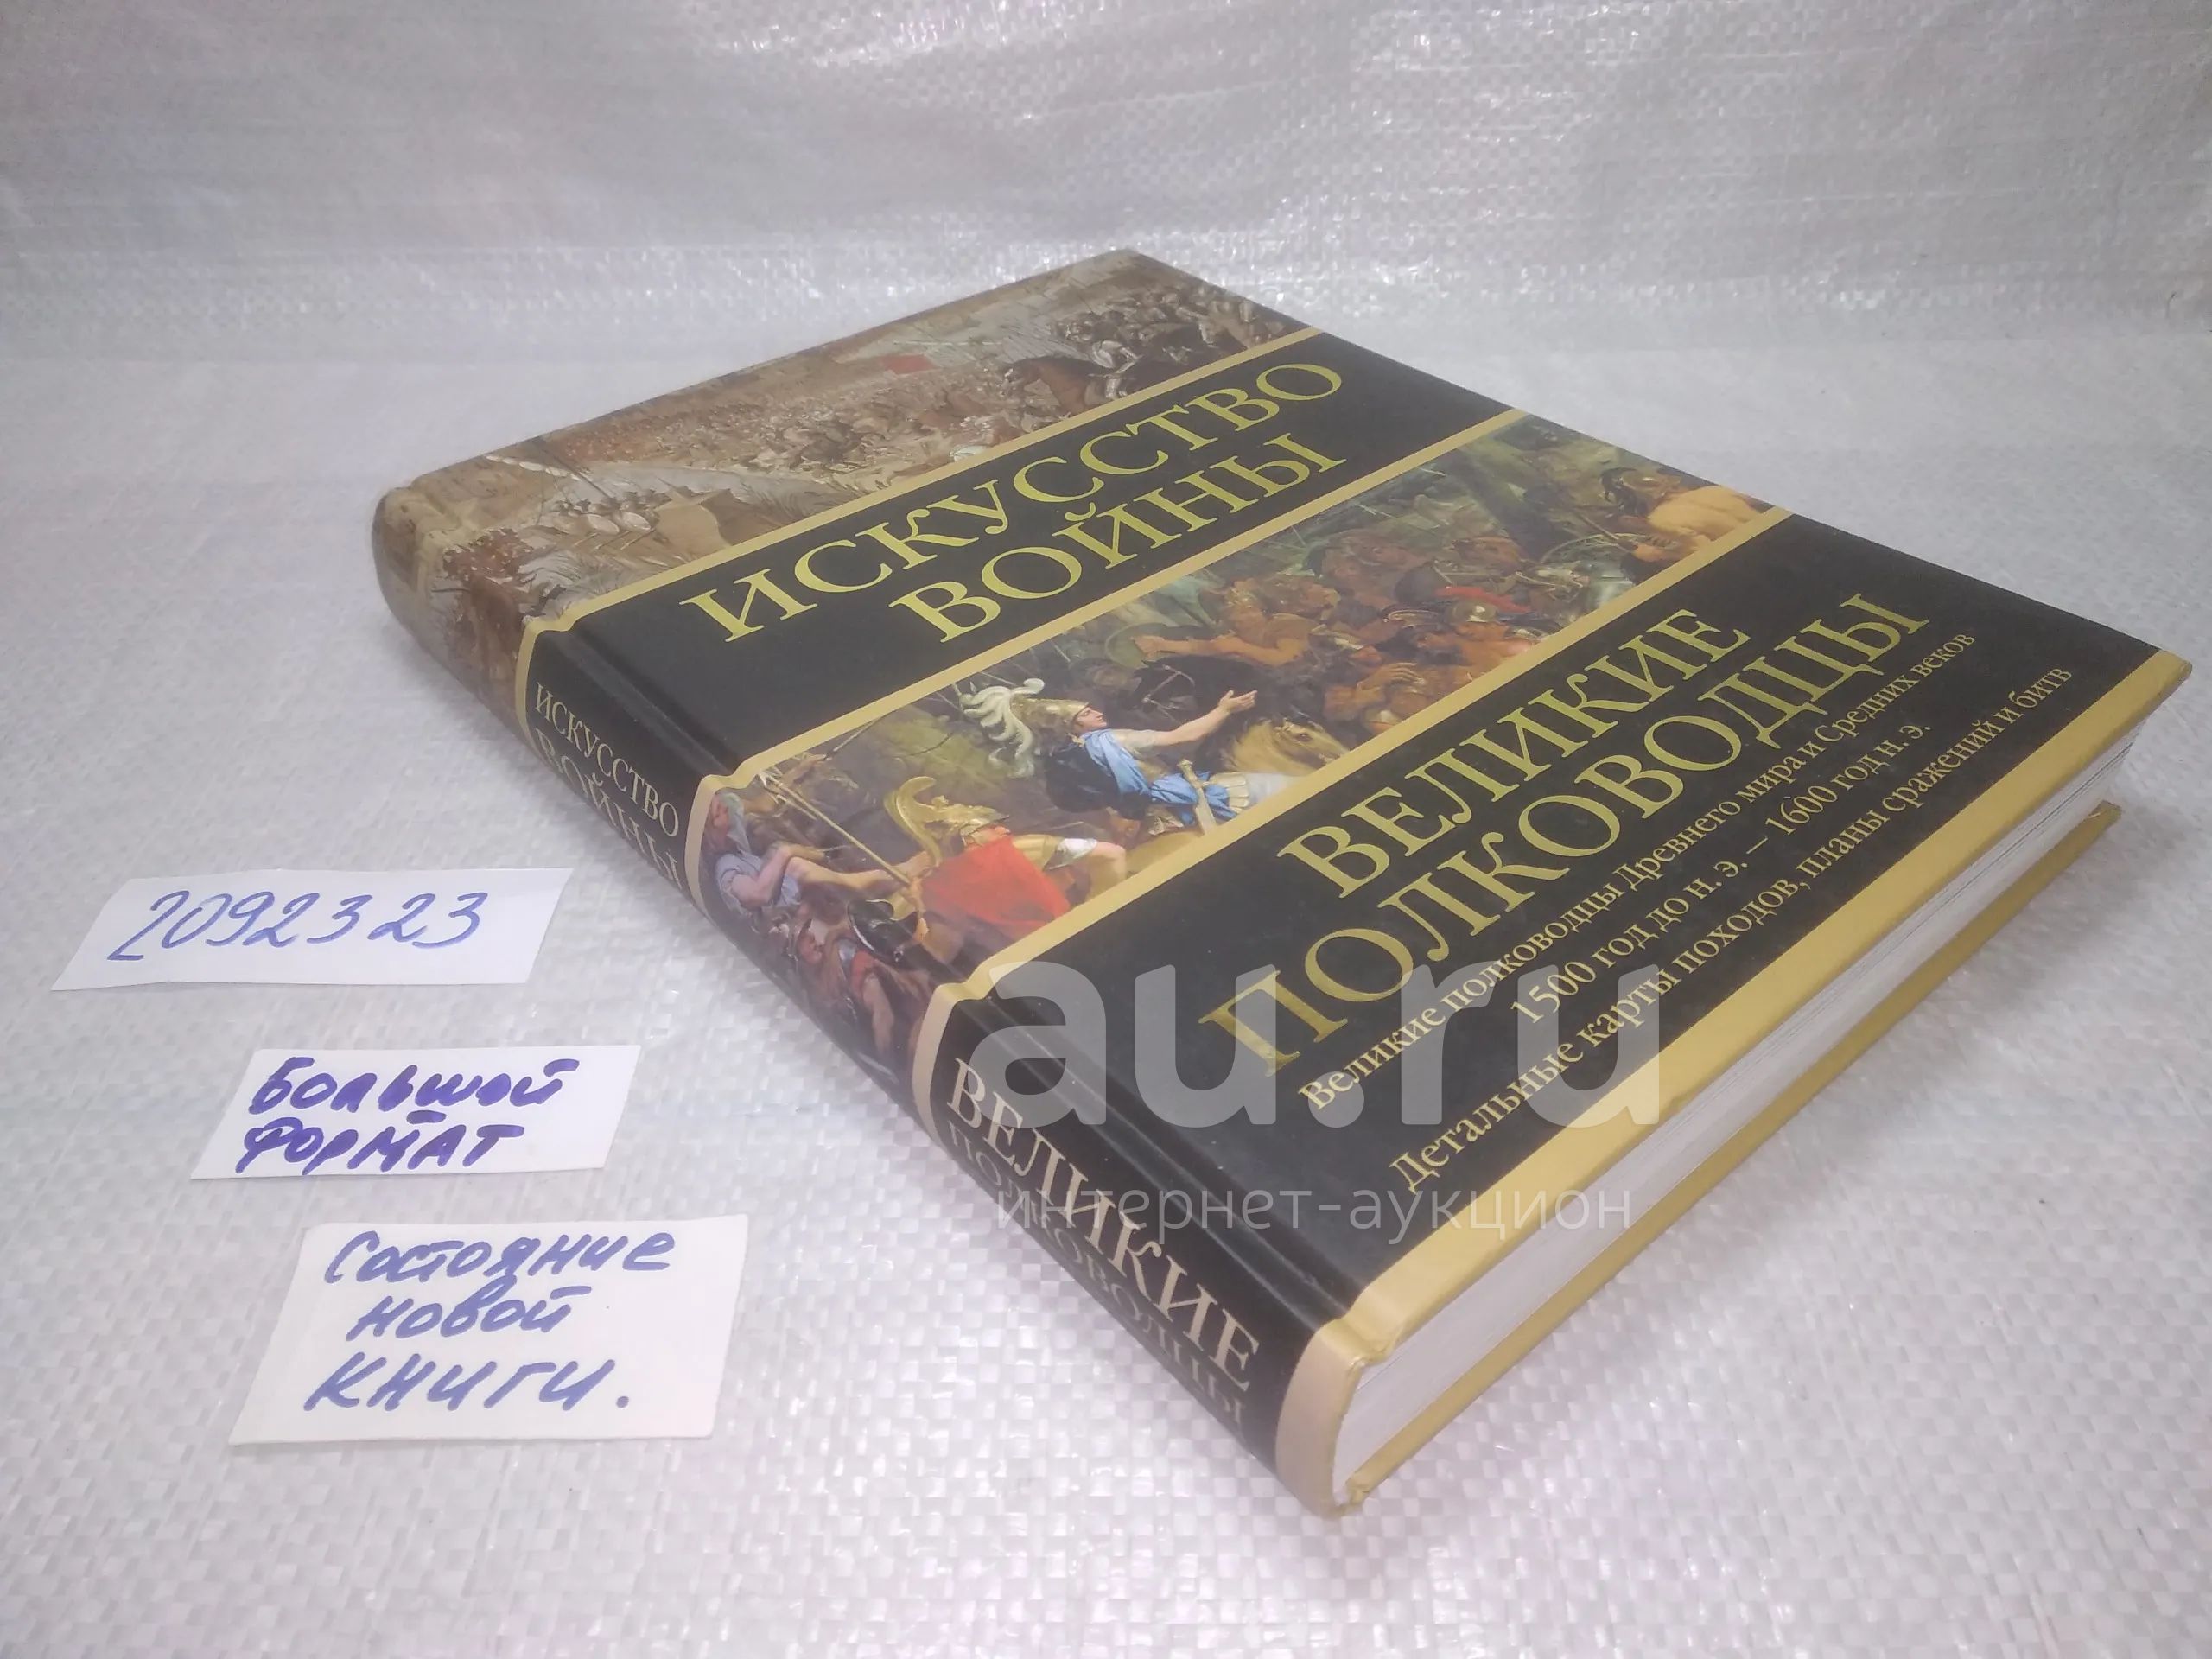 ИСКУССТВО
ВОЙНЫ
ВЕЛИКИЕ
ПОЛКОВОДЦЫ
Великие полководцы Древнего мира и Средних веков
1500 год до н. э. – 1600 год н. э.
Детальные карты походов, планы сражений и битв
ИСКУССТВО
ВОЙНЫ
ВЕЛИКИЕ
ПОЛКОВОДЦЫ
2092323
Большой
формат
Состояние
новой
книги.
au.ru
интернет-аукцион